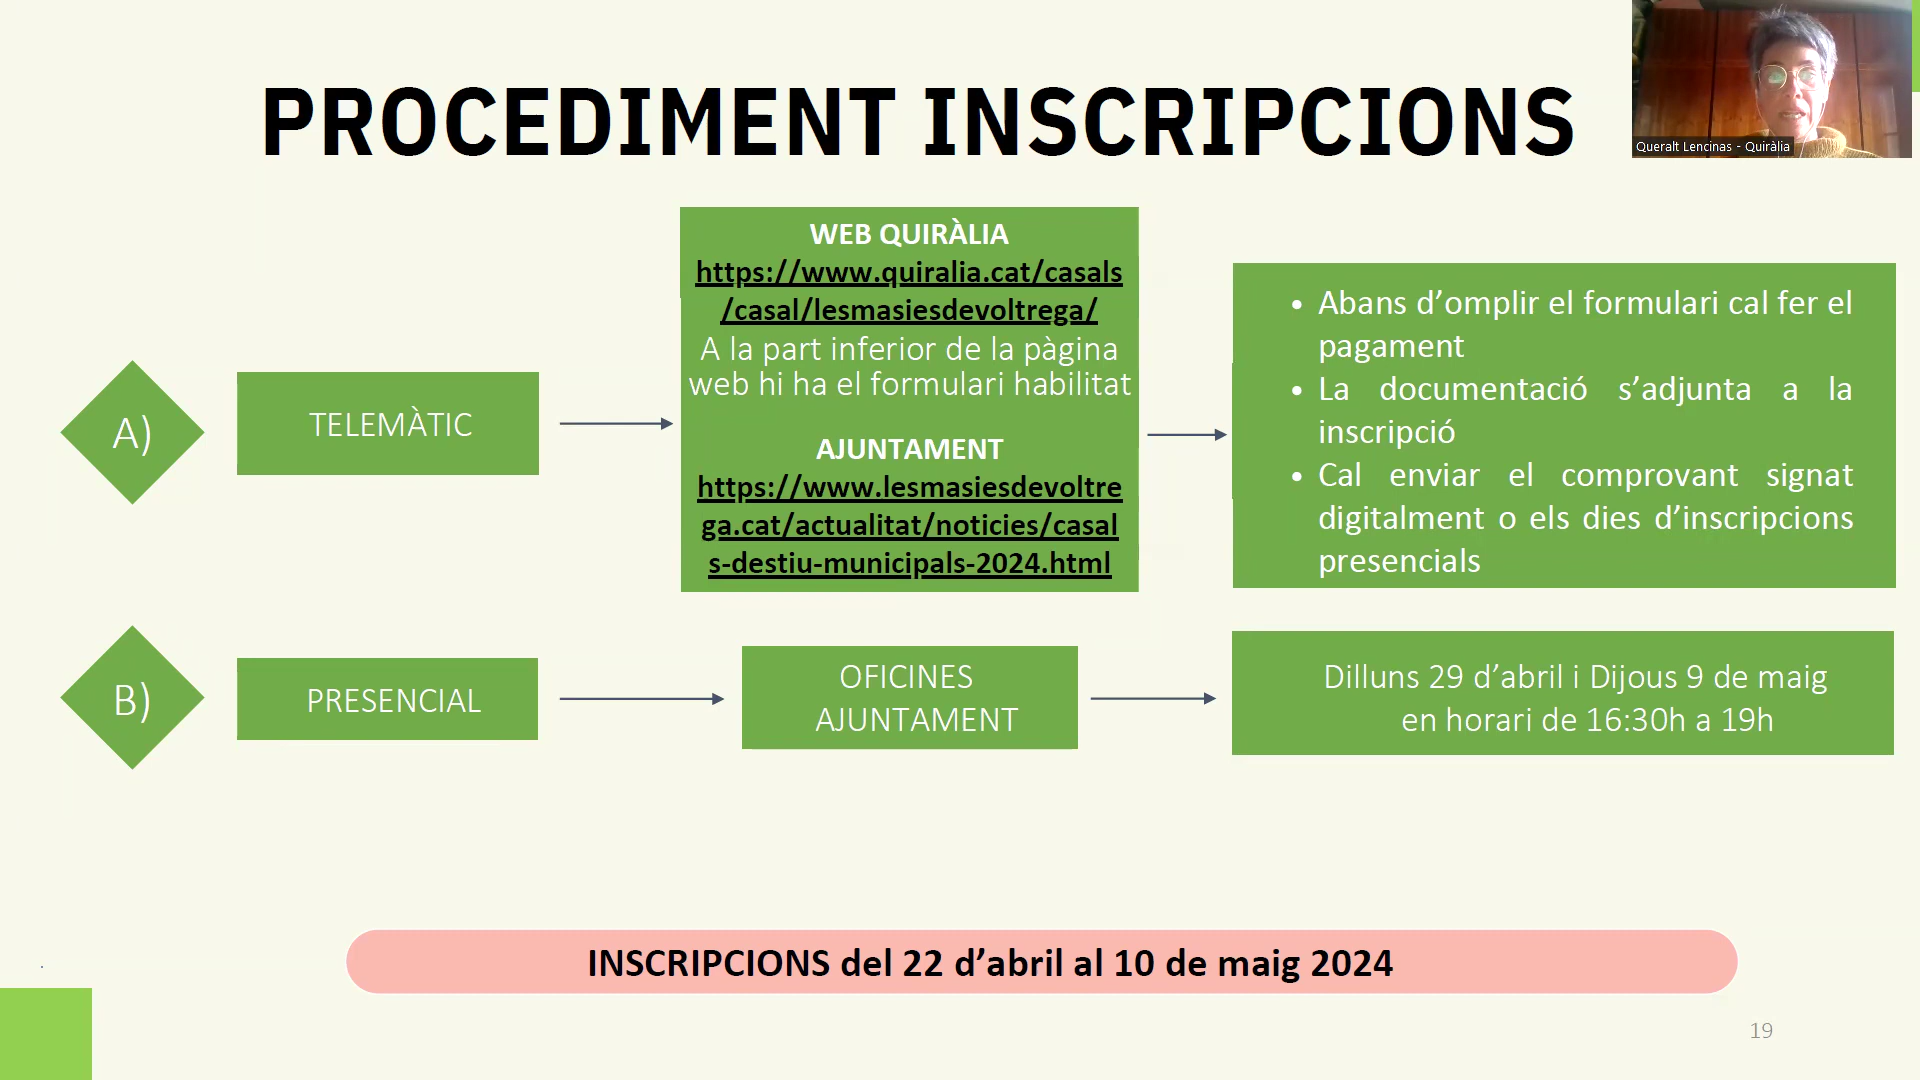 PROCEDIMENT INSCRIPCIONS
Queralt Lencinas - Quiràlia
A)
TELEMÀTIC
WEB QUIRÀLIA
https://www.quiralia.cat/casals
/casal/lesmasiesdevoltrega/
A la part inferior de la pàgina
web hi ha el formulari habilitat
AJUNTAMENT
https://www.lesmasiesdevoltre
ga.cat/actualitat/noticies/casal
s-destiu-municipals-2024.html
• Abans d’omplir el formulari cal fer el
pagament
• La documentació s’adjunta a la
inscripció
• Cal enviar el comprovant signat
digitalment o els dies d’inscripcions
presencials
B)
PRESENCIAL
OFICINES
AJUNTAMENT
Dilluns 29 d’abril i Dijous 9 de maig
en horari de 16:30h a 19h
INSCRIPCIONS del 22 d’abril al 10 de maig 2024
19